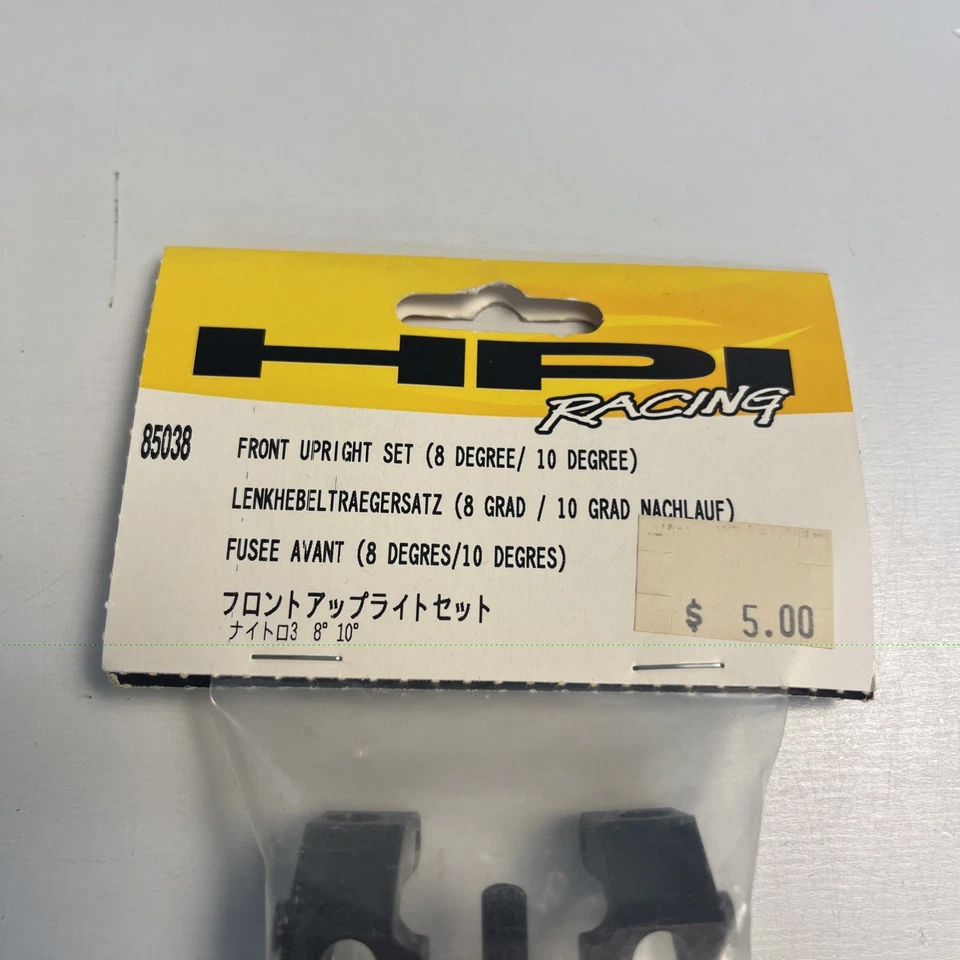 HPI
RACING
85038
FRONT UPRIGHT SET (8 DEGREE/ 10 DEGREE)
LENKHEBELTRAEGERSATZ (8 GRAD / 10 GRAD NACHLAUF)
FUSEE AVANT (8 DEGRES/10 DEGRES)
フロントアップライトセット
ナイトロ3 8° 10°
$ 5.00